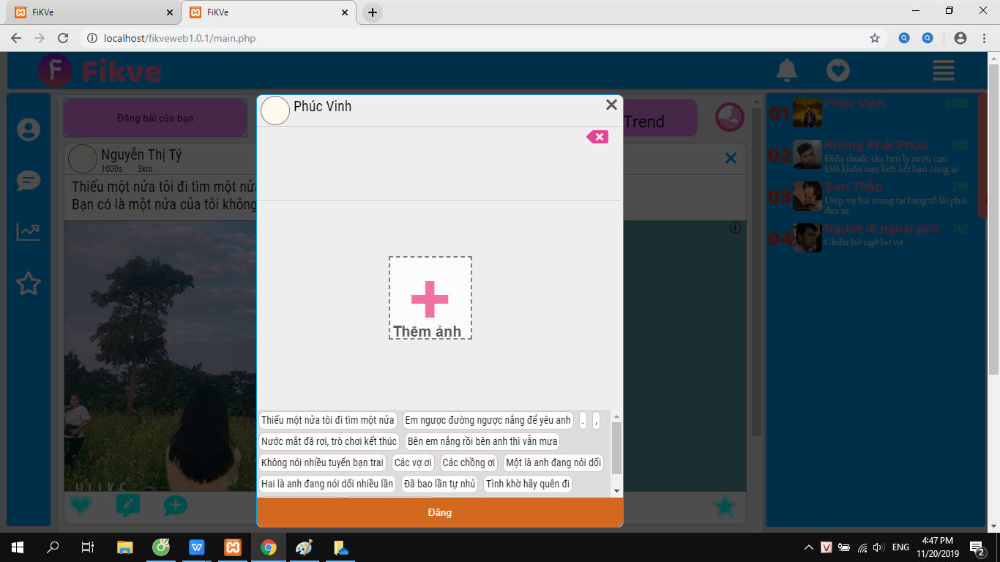 FiKVe
FiKVe
localhost/fikveweb1.0.1/main.php
Fikve
Đăng bài của bạn
Phúc Vinh
Trend
Nguyễn Thị Tý
1000s 3km
Thiếu một nửa tôi đi tìm một nửa
Bạn có là một nửa của tôi không
Thêm ảnh
Thiếu một nửa tôi đi tìm một nửa
Em ngược đường ngược nắng để yêu anh
.
,
Nước mắt đã rơi, trò chơi kết thúc
Bên em nắng rồi bên anh thì vẫn mưa
Không nói nhiều tuyển bạn trai
Các vợ ơi
Các chồng ơi
Một là anh đang nói dối
Hai là anh đang nói dối nhiều lần
Đã bao lần tự nhủ
Tình khờ hãy quên đi
Đăng
01 Phúc Vinh 1000
02 Không Phải Phúc 800
Điếu thuốc tàn bên ly rượu cạn
Đời khốn nạn biết kết bạn cùng ai
03 Sơn Thần 788
Điệp vụ hai mang tại bang tổ lái phải
đua xe
04 Người đi ngoài phố 762
Chiều bỡ ngỡ bơ vơ
ENG
4:47 PM
11/20/2019
2